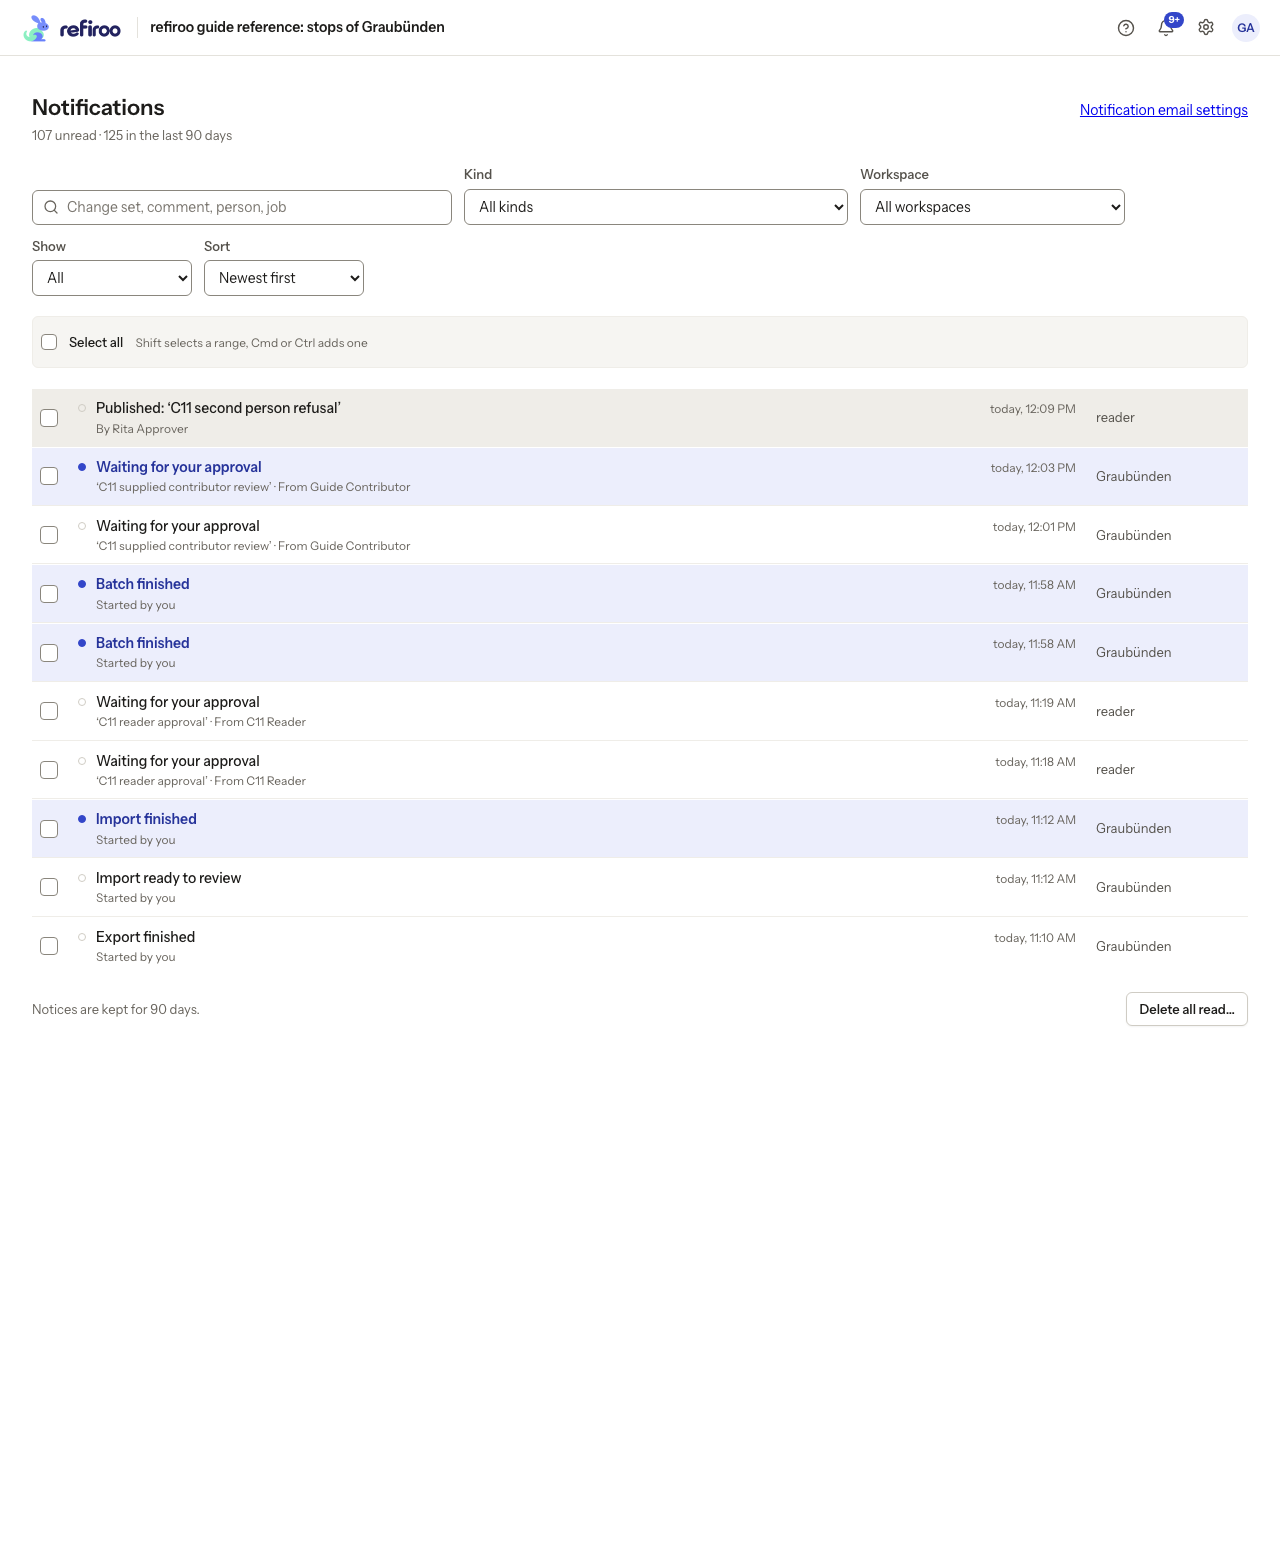 refiroo
refiroo guide reference: stops of Graubünden
9+
GA
Notifications
Notification email settings
107 unread · 125 in the last 90 days
Kind
Workspace
Change set, comment, person, job
All kinds
All workspaces
Show
Sort
All
Newest first
Select all
Shift selects a range, Cmd or Ctrl adds one
Published: ‘C11 second person refusal’
today, 12:09 PM
reader
By Rita Approver
Waiting for your approval
today, 12:03 PM
Graubünden
‘C11 supplied contributor review’ · From Guide Contributor
Waiting for your approval
today, 12:01 PM
Graubünden
‘C11 supplied contributor review’ · From Guide Contributor
Batch finished
today, 11:58 AM
Graubünden
Started by you
Batch finished
today, 11:58 AM
Graubünden
Started by you
Waiting for your approval
today, 11:19 AM
reader
‘C11 reader approval’ · From C11 Reader
Waiting for your approval
today, 11:18 AM
reader
‘C11 reader approval’ · From C11 Reader
Import finished
today, 11:12 AM
Graubünden
Started by you
Import ready to review
today, 11:12 AM
Graubünden
Started by you
Export finished
today, 11:10 AM
Graubünden
Started by you
Notices are kept for 90 days.
Delete all read...